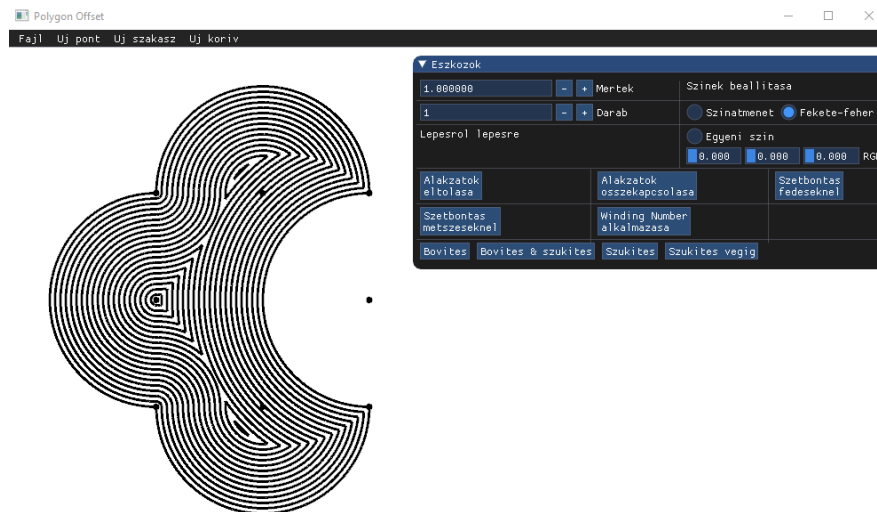 Polygon Offset
Fajl Uj pont Uj szakasz Uj koriv
Eszkozok
1.000000 - + Mertek
Szinek beallitasa
1 - + Darab
Szinatmenet Fekete-feher
Lepesrol lepesre
Egyeni szin
0.000 0.000 0.000
Alakzatok
eltolasa
Alakzatok
osszekapcsolasa
Szetbontas
fedeseknel
Szetbontas
metszeseknel
Winding Number
alkalmazasa
Bovites Bovites & szukites Szukites Szukites vegig